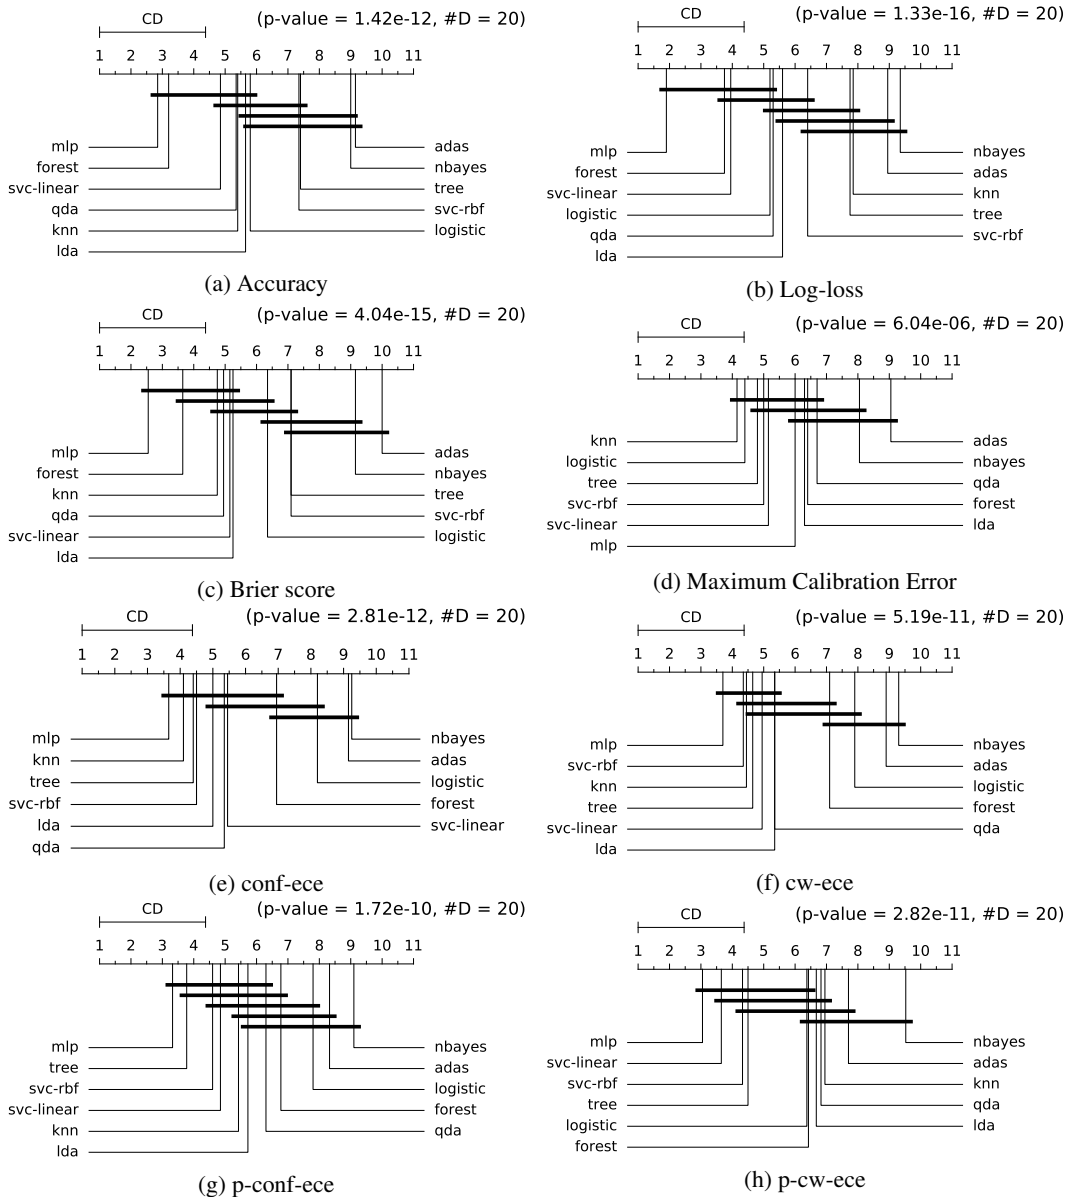 CD (p-value = 1.42e-12, #D = 20)
1 2 3 4 5 6 7 8 9 10 11
mlp adas
forest nbayes
svc-linear tree
qda svc-rbf
knn logistic
lda
(a) Accuracy
CD (p-value = 1.33e-16, #D = 20)
1 2 3 4 5 6 7 8 9 10 11
mlp nbayes
forest adas
svc-linear knn
logistic tree
qda svc-rbf
lda
(b) Log-loss
CD (p-value = 4.04e-15, #D = 20)
1 2 3 4 5 6 7 8 9 10 11
mlp adas
forest nbayes
knn tree
qda svc-rbf
svc-linear logistic
lda
(c) Brier score
CD (p-value = 6.04e-06, #D = 20)
1 2 3 4 5 6 7 8 9 10 11
knn adas
logistic nbayes
tree qda
svc-rbf forest
svc-linear lda
mlp
(d) Maximum Calibration Error
CD (p-value = 2.81e-12, #D = 20)
1 2 3 4 5 6 7 8 9 10 11
mlp nbayes
knn adas
tree logistic
svc-rbf forest
lda svc-linear
qda
(e) conf-ece
CD (p-value = 5.19e-11, #D = 20)
1 2 3 4 5 6 7 8 9 10 11
mlp nbayes
svc-rbf adas
knn logistic
tree forest
svc-linear qda
lda
(f) cw-ece
CD (p-value = 1.72e-10, #D = 20)
1 2 3 4 5 6 7 8 9 10 11
mlp nbayes
tree adas
svc-rbf logistic
svc-linear forest
knn qda
lda
(g) p-conf-ece
CD (p-value = 2.82e-11, #D = 20)
1 2 3 4 5 6 7 8 9 10 11
mlp nbayes
svc-linear adas
svc-rbf knn
tree qda
logistic lda
forest
(h) p-cw-ece